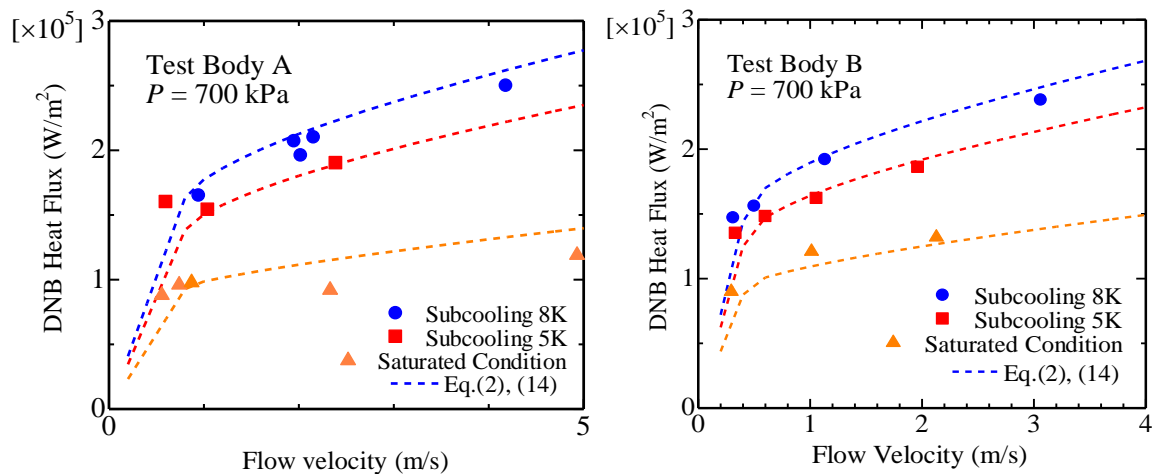 [×10⁵]
3
2
1
0
DNB Heat Flux (W/m²)
Test Body A
P = 700 kPa
Subcooling 8K
Subcooling 5K
Saturated Condition
Eq.(2), (14)
0
5
Flow velocity (m/s)
[×10⁵]
3
2
1
0
DNB Heat Flux (W/m²)
Test Body B
P = 700 kPa
Subcooling 8K
Subcooling 5K
Saturated Condition
Eq.(2), (14)
0
1
2
3
4
Flow Velocity (m/s)